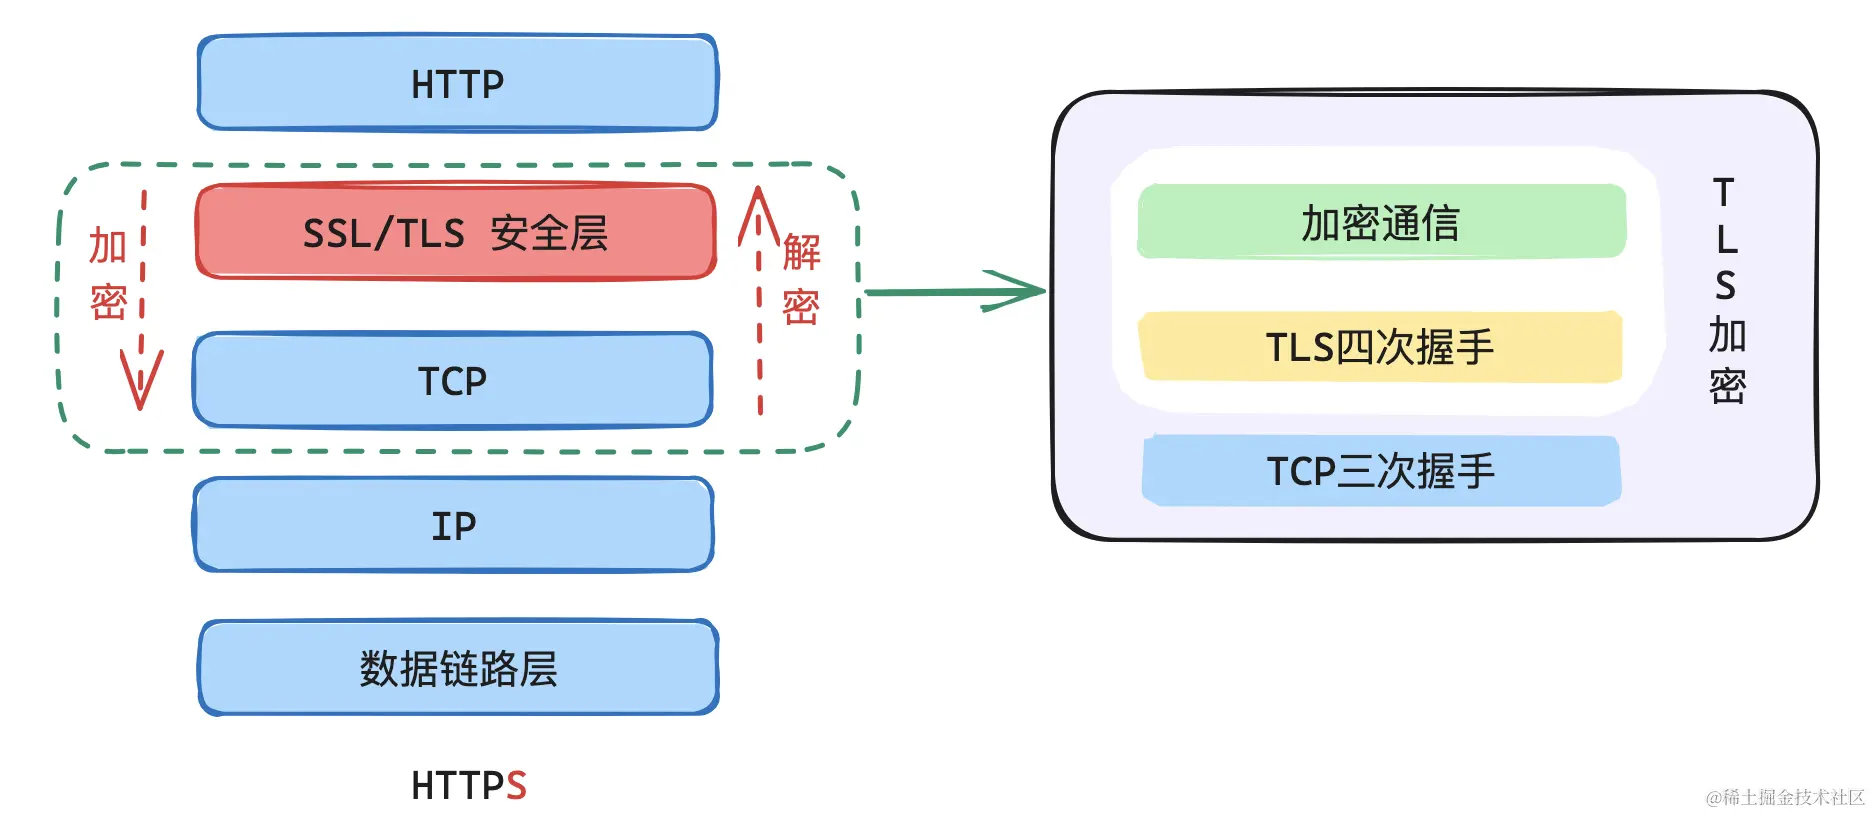 HTTP
SSL/TLS 安全层
加密
解密
TCP
IP
数据链路层
HTTPS
加密通信
TLS四次握手
TCP三次握手
TLS加密
@稀土掘金技术社区